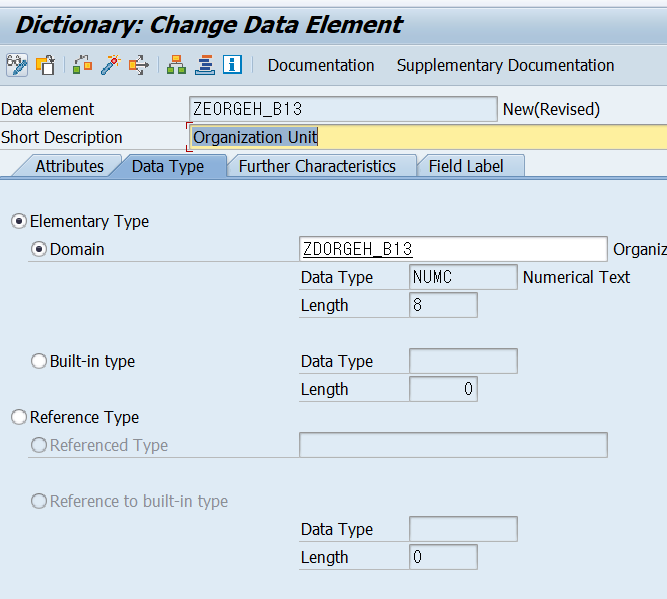 Dictionary: Change Data Element
Documentation Supplementary Documentation
Data element ZEORGEH_B13 New(Revised)
Short Description Organization Unit
Attributes Data Type Further Characteristics Field Label
Elementary Type
Domain ZDORGEH_B13 Organiz
Data Type NUMC Numerical Text
Length 8
Built-in type Data Type
Length 0
Reference Type
Referenced Type
Reference to built-in type
Data Type
Length 0